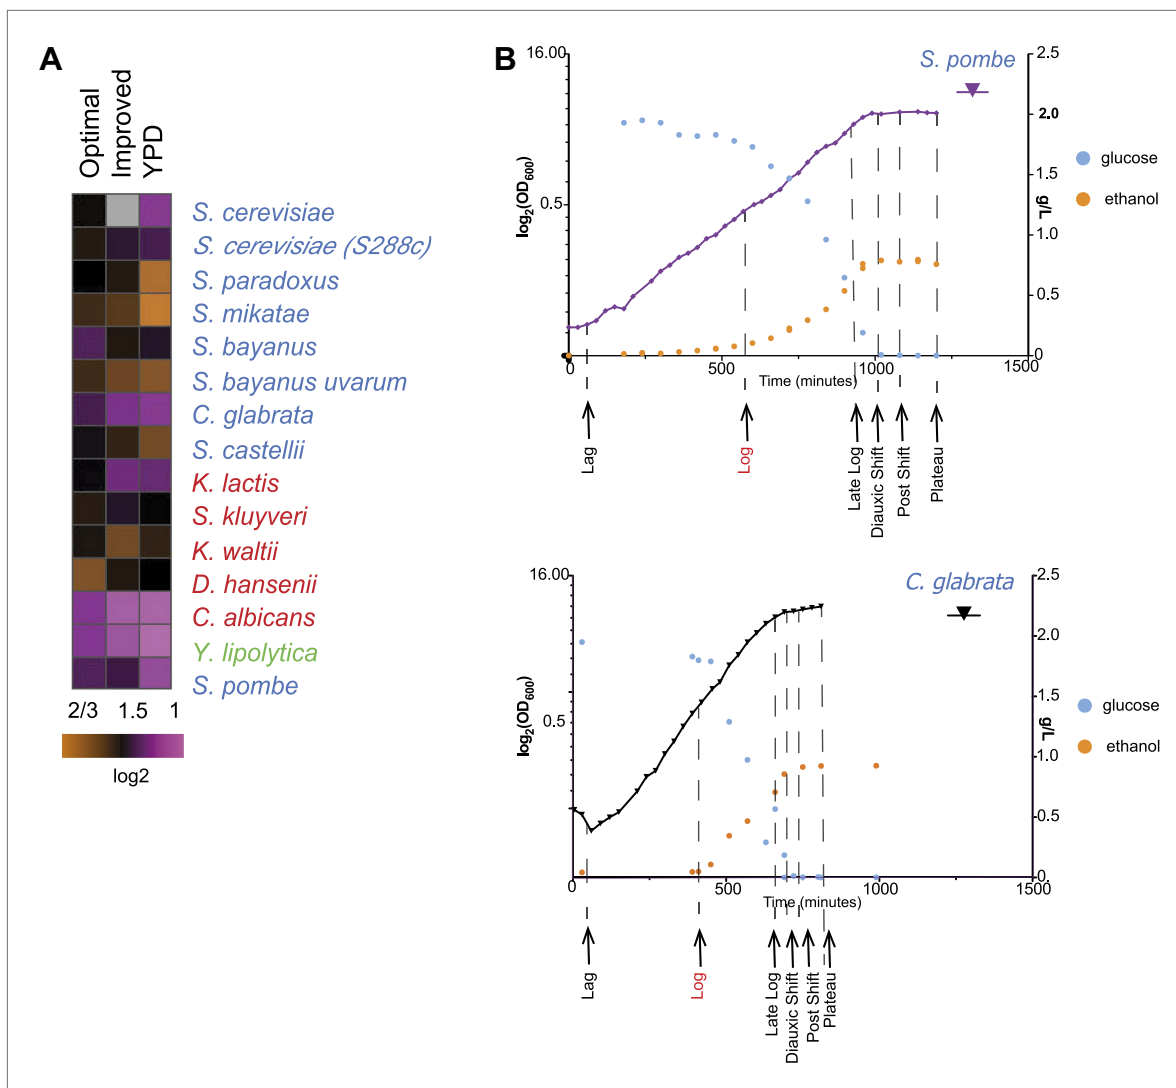 A
Optimal
Improved
YPD
S. cerevisiae
S. cerevisiae (S288c)
S. paradoxus
S. mikatae
S. bayanus
S. bayanus uvarum
C. glabrata
S. castellii
K. lactis
S. kluyveri
K. waltii
D. hansenii
C. albicans
Y. lipolytica
S. pombe
2/3 1.5 1
log2
B
S. pombe
16.00
0.5
log2(OD600)
2.5
2.0
1.5
1.0
0.5
0
g/L
glucose
ethanol
0 500 1000 1500
Time (minutes)
Lag
Log
Late Log
Diauxic Shift
Post Shift
Plateau
C. glabrata
16.00
0.5
log2(OD600)
2.5
2.0
1.5
1.0
0.5
0.
g/L
glucose
ethanol
0 500 1000 1500
Time (minutes)
Lag
Log
Late Log
Diauxic Shift
Post Shift
Plateau